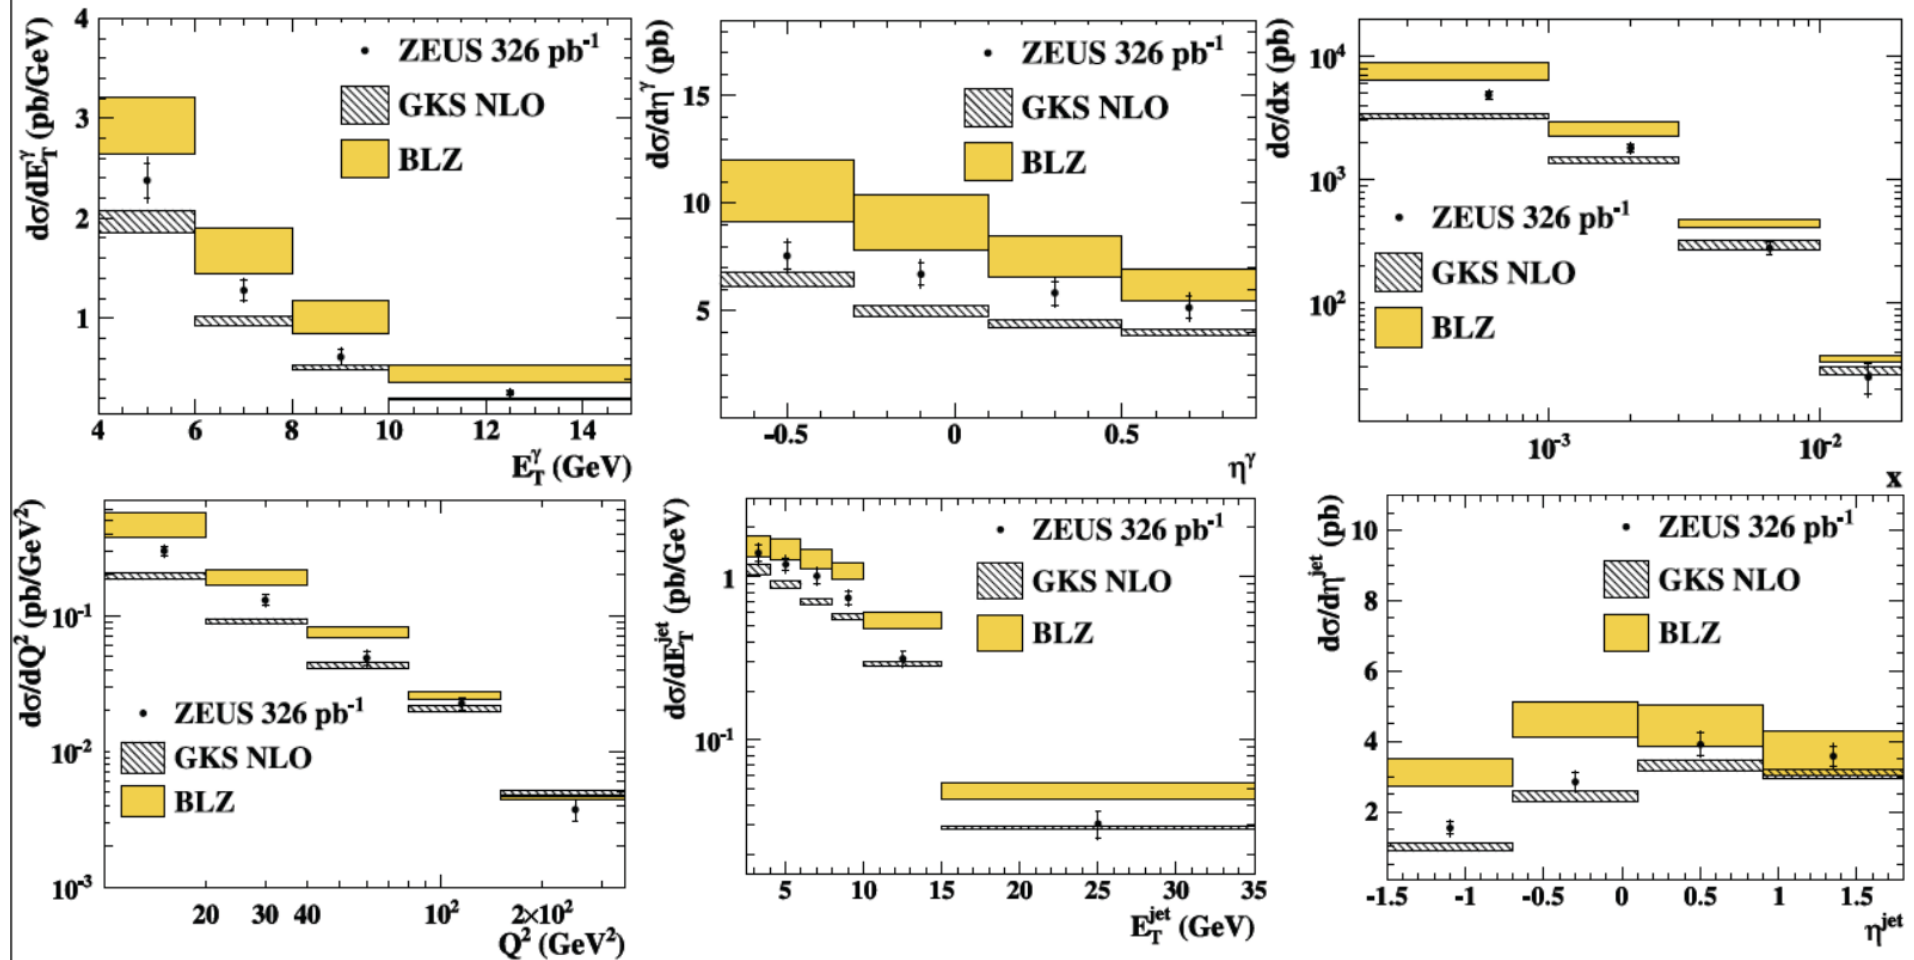 dσ/dE_T^γ (pb/GeV)
4
3
2
1
ZEUS 326 pb⁻¹
GKS NLO
BLZ
4 6 8 10 12 14
E_T^γ (GeV)
dσ/dη^γ (pb)
15
10
5
ZEUS 326 pb⁻¹
GKS NLO
BLZ
-0.5 0 0.5
η^γ
dσ/dx (pb)
10⁴
10³
10²
ZEUS 326 pb⁻¹
GKS NLO
BLZ
10⁻³ 10⁻²
x
dσ/dQ² (pb/GeV²)
10⁻¹
10⁻²
10⁻³
ZEUS 326 pb⁻¹
GKS NLO
BLZ
20 30 40 10² 2×10²
Q² (GeV²)
dσ/dE_T^jet (pb/GeV)
1
10⁻¹
ZEUS 326 pb⁻¹
GKS NLO
BLZ
5 10 15 20 25 30 35
E_T^jet (GeV)
dσ/dη^jet (pb)
10
8
6
4
2
ZEUS 326 pb⁻¹
GKS NLO
BLZ
-1.5 -1 -0.5 0 0.5 1 1.5
η^jet